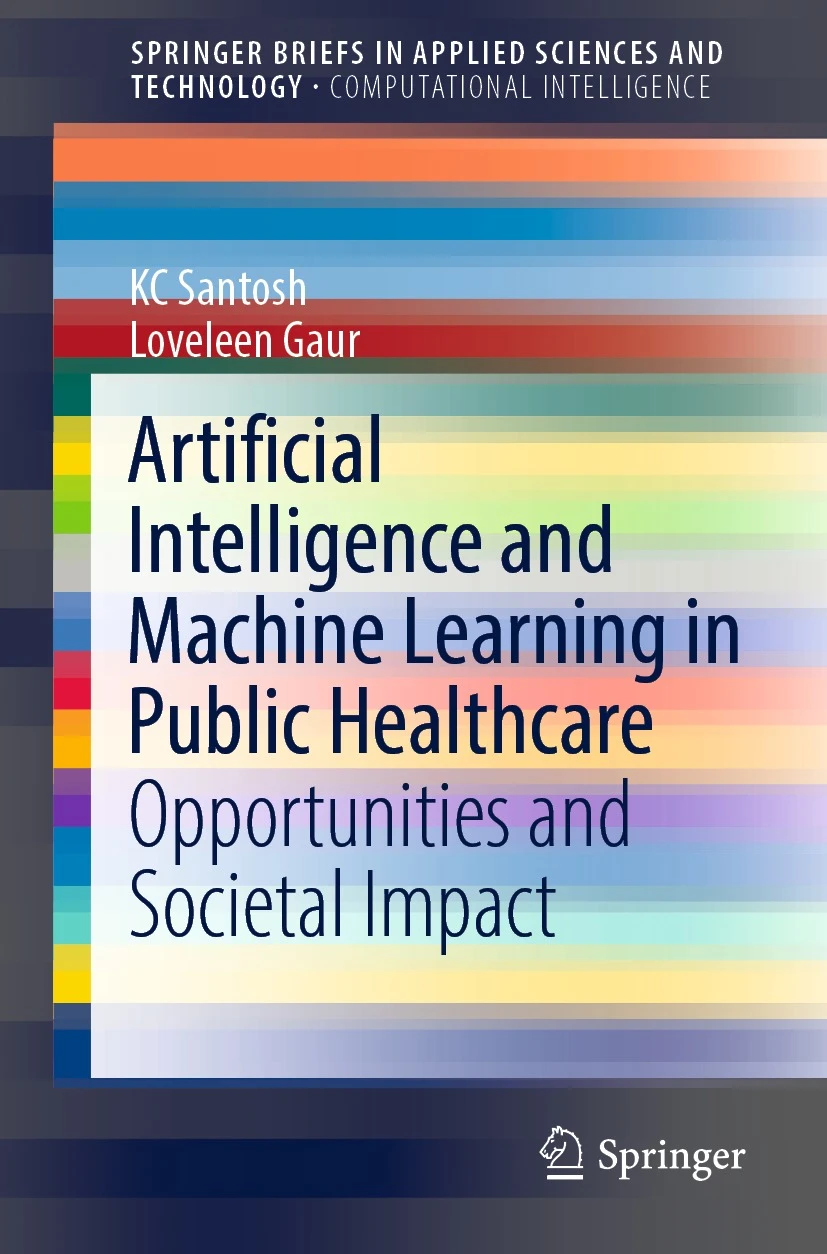 SPRINGER BRIEFS IN APPLIED SCIENCES AND
TECHNOLOGY · COMPUTATIONAL INTELLIGENCE
KC Santosh
Loveleen Gaur
Artificial
Intelligence and
Machine Learning in
Public Healthcare
Opportunities and
Societal Impact
Springer